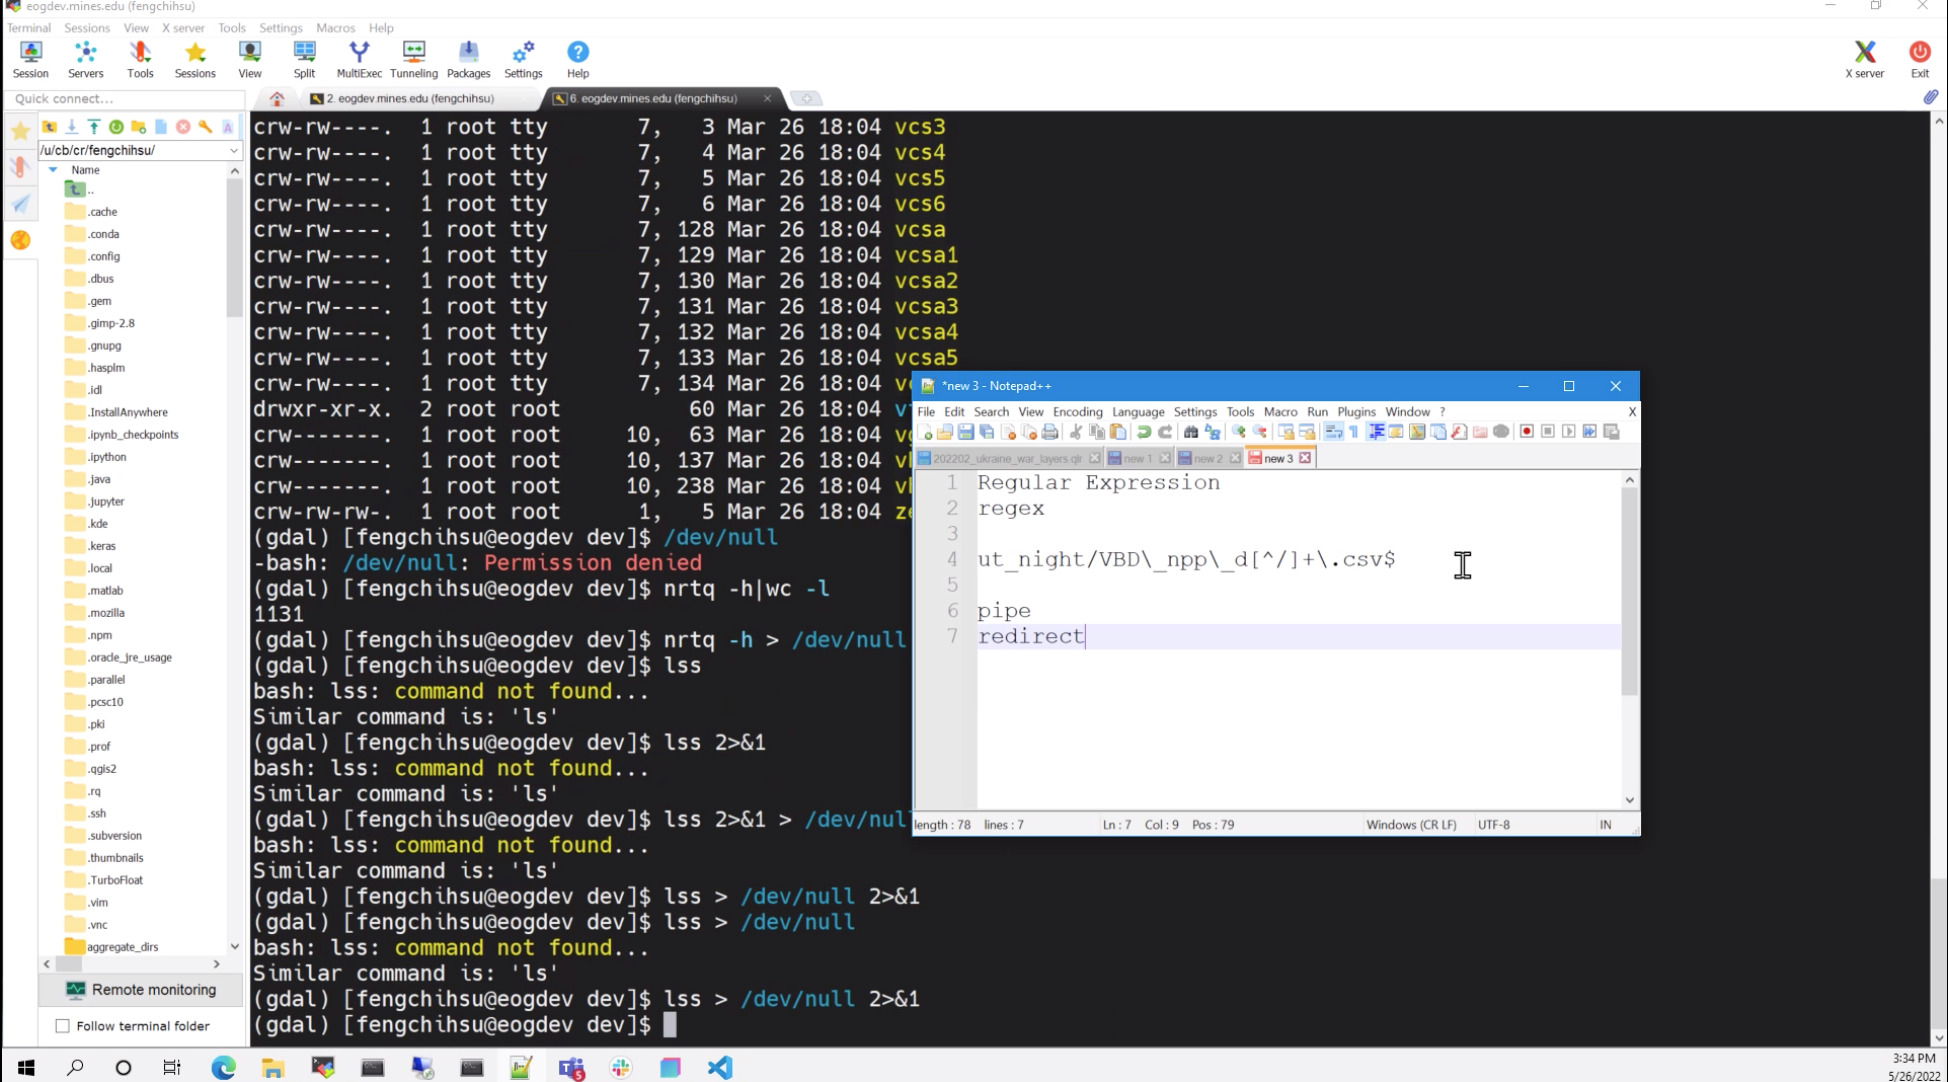 eogdev.mines.edu (fengchihsu)
Terminal Sessions View X server Tools Settings Macros Help
Session Servers Tools Sessions View Split MultiExec Tunneling Packages Settings Help X server Exit
Quick connect...
2. eogdev.mines.edu (fengchihsu)
6. eogdev.mines.edu (fengchihsu)
/u/cb/cr/fengchihsu/
Name
..
.cache
.conda
.config
.dbus
.gem
.gimp-2.8
.gnupg
.hasplm
.idl
.InstallAnywhere
.ipynb_checkpoints
.ipython
.java
.jupyter
.kde
.keras
.local
.matlab
.mozilla
.npm
.oracle_jre_usage
.parallel
.pcsc10
.pki
.prof
.qgis2
.rq
.ssh
.subversion
.thumbnails
.TurboFloat
.vim
.vnc
aggregate_dirs
Remote monitoring
Follow terminal folder
crw-rw----. 1 root tty 7, 3 Mar 26 18:04 vcs3
crw-rw----. 1 root tty 7, 4 Mar 26 18:04 vcs4
crw-rw----. 1 root tty 7, 5 Mar 26 18:04 vcs5
crw-rw----. 1 root tty 7, 6 Mar 26 18:04 vcs6
crw-rw----. 1 root tty 7, 128 Mar 26 18:04 vcsa
crw-rw----. 1 root tty 7, 129 Mar 26 18:04 vcsa1
crw-rw----. 1 root tty 7, 130 Mar 26 18:04 vcsa2
crw-rw----. 1 root tty 7, 131 Mar 26 18:04 vcsa3
crw-rw----. 1 root tty 7, 132 Mar 26 18:04 vcsa4
crw-rw----. 1 root tty 7, 133 Mar 26 18:04 vcsa5
crw-rw----. 1 root tty 7, 134 Mar 26 18:04
drwxr-xr-x. 2 root root 60 Mar 26 18:04
crw-------. 1 root root 10, 63 Mar 26 18:04
crw-------. 1 root root 10, 137 Mar 26 18:04
crw-------. 1 root root 10, 238 Mar 26 18:04
crw-rw-rw-. 1 root root 1, 5 Mar 26 18:04
(gdal) [fengchihsu@eogdev dev]$ /dev/null
-bash: /dev/null: Permission denied
(gdal) [fengchihsu@eogdev dev]$ nrtq -h|wc -l
1131
(gdal) [fengchihsu@eogdev dev]$ nrtq -h > /dev/null
(gdal) [fengchihsu@eogdev dev]$ lss
bash: lss: command not found...
Similar command is: 'ls'
(gdal) [fengchihsu@eogdev dev]$ lss 2>&1
bash: lss: command not found...
Similar command is: 'ls'
(gdal) [fengchihsu@eogdev dev]$ lss 2>&1 > /dev/nul
bash: lss: command not found...
Similar command is: 'ls'
(gdal) [fengchihsu@eogdev dev]$ lss > /dev/null 2>&1
(gdal) [fengchihsu@eogdev dev]$ lss > /dev/null
bash: lss: command not found...
Similar command is: 'ls'
(gdal) [fengchihsu@eogdev dev]$ lss > /dev/null 2>&1
(gdal) [fengchihsu@eogdev dev]$
*new 3 - Notepad++
File Edit Search View Encoding Language Settings Tools Macro Run Plugins Window ? X
202202_ukraine_war_layers.qlr new 1 new 2 new 3
1 Regular Expression
2 regex
3
4 ut_night/VBD\_npp\_d[^/]+\.csv$
5
6 pipe
7 redirect
length : 78 lines : 7 Ln : 7 Col : 9 Pos : 79 Windows (CR LF) UTF-8 IN
3:34 PM
5/26/2022